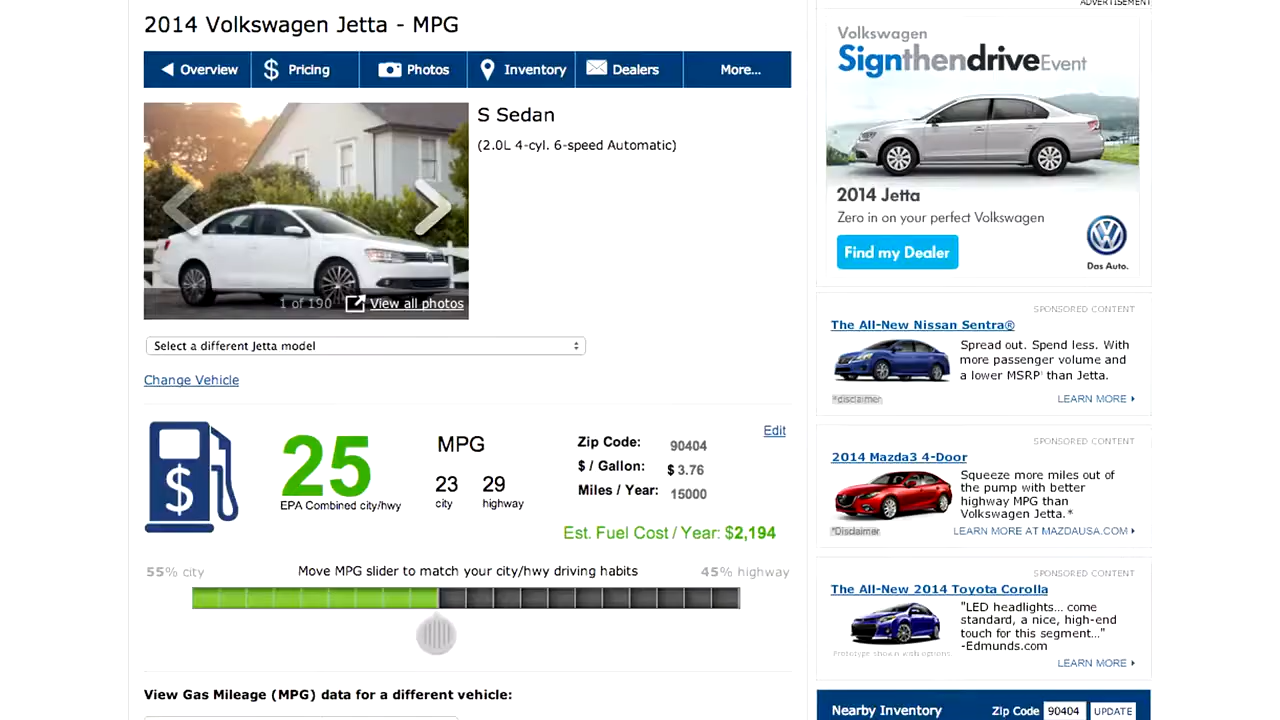 ADVERTISEMENT
2014 Volkswagen Jetta - MPG
Overview
$ Pricing
Photos
Inventory
Dealers
More...
S Sedan
(2.0L 4-cyl. 6-speed Automatic)
1 of 190 View all photos
Select a different Jetta model
Change Vehicle
$
25
EPA Combined city/hwy
MPG
23 29
city highway
Zip Code: 90404
$ / Gallon: $ 3.76
Miles / Year: 15000
Edit
Est. Fuel Cost / Year: $2,194
55% city
Move MPG slider to match your city/hwy driving habits
45% highway
View Gas Mileage (MPG) data for a different vehicle:
Volkswagen
SignthendriveEvent
2014 Jetta
Zero in on your perfect Volkswagen
Find my Dealer
Das Auto.
SPONSORED CONTENT
The All-New Nissan Sentra®
Spread out. Spend less. With
more passenger volume and
a lower MSRP¹ than Jetta.
*disclaimer
LEARN MORE
SPONSORED CONTENT
2014 Mazda3 4-Door
Squeeze more miles out of
the pump with better
highway MPG than
Volkswagen Jetta.*
*Disclaimer
LEARN MORE AT MAZDAUSA.COM
SPONSORED CONTENT
The All-New 2014 Toyota Corolla
"LED headlights... come
standard, a nice, high-end
touch for this segment..."
-Edmunds.com
Prototype shown with options.
LEARN MORE
Nearby Inventory
Zip Code 90404 UPDATE